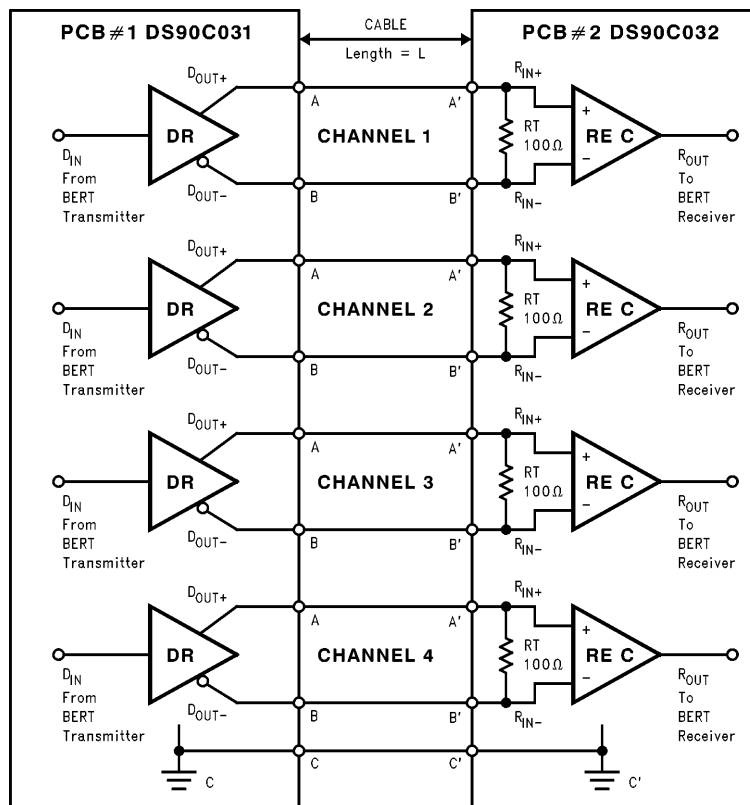 PCB#1 DS90C031
CABLE
Length = L
PCB#2 DS90C032
DOUT+
A
A'
RIN+
DR
CHANNEL 1
RT
100Ω
+
−
REC
DIN
From
BERT
Transmitter
DOUT−
B
B'
RIN−
ROUT
To
BERT
Receiver
DOUT+
A
A'
RIN+
DR
CHANNEL 2
RT
100Ω
+
−
REC
DIN
From
BERT
Transmitter
DOUT−
B
B'
RIN−
ROUT
To
BERT
Receiver
DOUT+
A
A'
RIN+
DR
CHANNEL 3
RT
100Ω
+
−
REC
DIN
From
BERT
Transmitter
DOUT−
B
B'
RIN−
ROUT
To
BERT
Receiver
DOUT+
A
A'
RIN+
DR
CHANNEL 4
RT
100Ω
+
−
REC
DIN
From
BERT
Transmitter
DOUT−
B
B'
RIN−
ROUT
To
BERT
Receiver
C
C
C'
C'